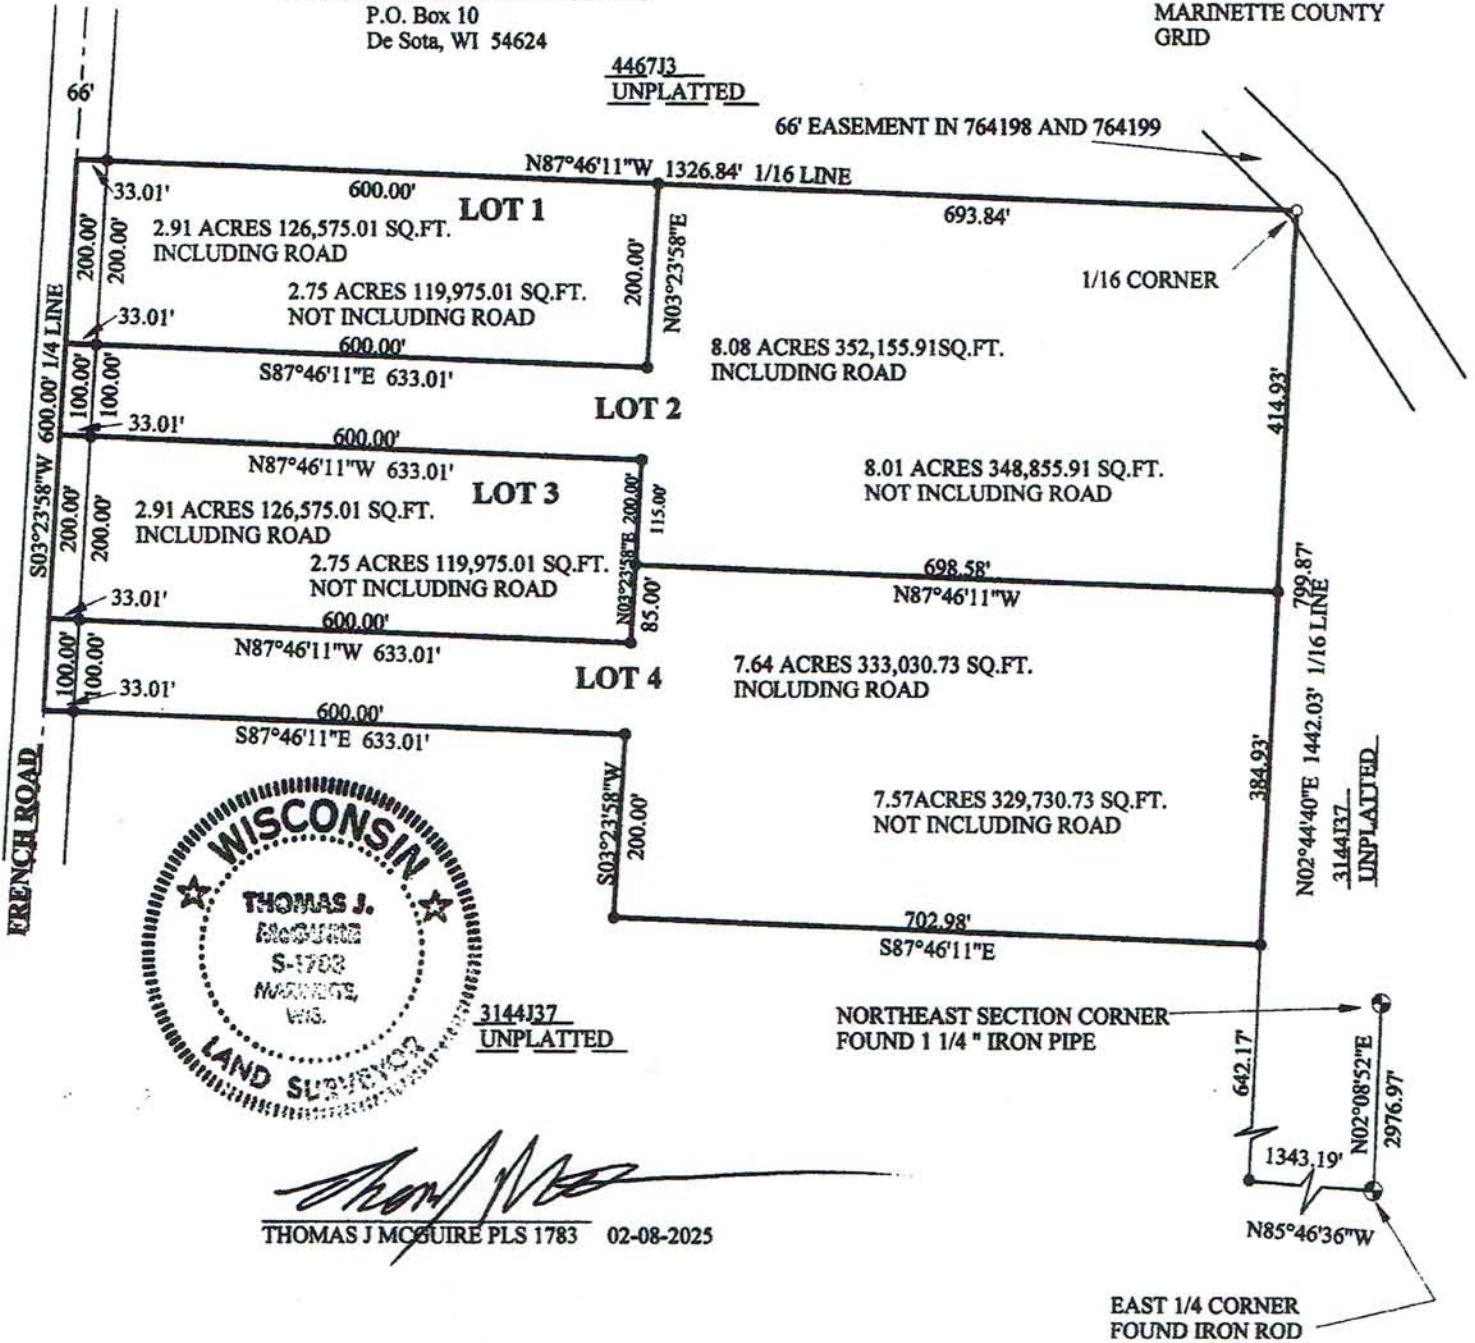 P.O. Box 10
De Sota, WI 54624
MARINETTE COUNTY
GRID
4467J3
UNPLATTED
66'
66' EASEMENT IN 764198 AND 764199
N87°46'11"W 1326.84' 1/16 LINE
33.01'
600.00'
LOT 1
693.84'
200.00'
200.00'
2.91 ACRES 126,575.01 SQ.FT.
INCLUDING ROAD
200.00'
N03°23'58"E
1/16 CORNER
2.75 ACRES 119,975.01 SQ.FT.
NOT INCLUDING ROAD
33.01'
600.00'
S87°46'11"E 633.01'
8.08 ACRES 352,155.91SQ.FT.
INCLUDING ROAD
100.00'
100.00'
LOT 2
414.93'
33.01'
600.00'
N87°46'11"W 633.01'
8.01 ACRES 348,855.91 SQ.FT.
NOT INCLUDING ROAD
LOT 3
S03°23'58"W 600.00' 1/4 LINE
200.00'
200.00'
2.91 ACRES 126,575.01 SQ.FT.
INCLUDING ROAD
N03°23'58"E 200.00'
115.00'
2.75 ACRES 119,975.01 SQ.FT.
NOT INCLUDING ROAD
698.58'
N87°46'11"W
799.87'
85.00'
33.01'
600.00'
N87°46'11"W 633.01'
100.00'
100.00'
LOT 4
7.64 ACRES 333,030.73 SQ.FT.
INOLUDING ROAD
33.01'
600.00'
S87°46'11"E 633.01'
384.93'
N02°44'40"E 1442.03' 1/16 LINE
3144J37
UNPLATTED
FRENCH ROAD
S03°23'58"W
200.00'
7.57ACRES 329,730.73 SQ.FT.
NOT INCLUDING ROAD
WISCONSIN
THOMAS J.
McGUIRE
MARINETTE,
WIS.
LAND SURVEYOR
702.98'
S87°46'11"E
3144J37
UNPLATTED
NORTHEAST SECTION CORNER
FOUND 1 1/4 " IRON PIPE
642.17'
N02°08'52"E
2976.97'
1343.19'
N85°46'36"W
THOMAS J MCGUIRE PLS 1783 02-08-2025
EAST 1/4 CORNER
FOUND IRON ROD